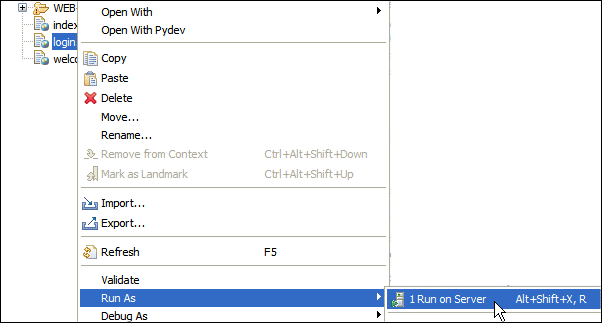 WEB-
index
login
welco
Open With
Open With Pydev
Copy
Paste
Delete
Move...
Rename...
Remove from Context Ctrl+Alt+Shift+Down
Mark as Landmark Ctrl+Alt+Shift+Up
Import...
Export...
Refresh F5
Validate
Run As
Debug As
1 Run on Server Alt+Shift+X, R